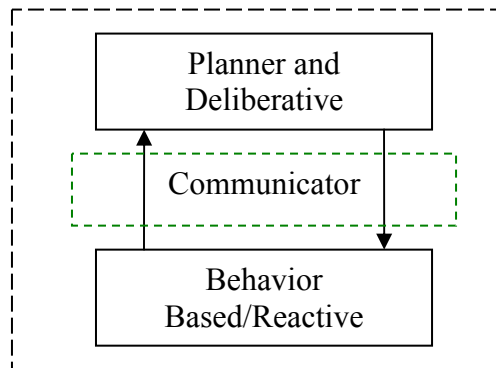 Planner and
Deliberative
Communicator
Behavior
Based/Reactive